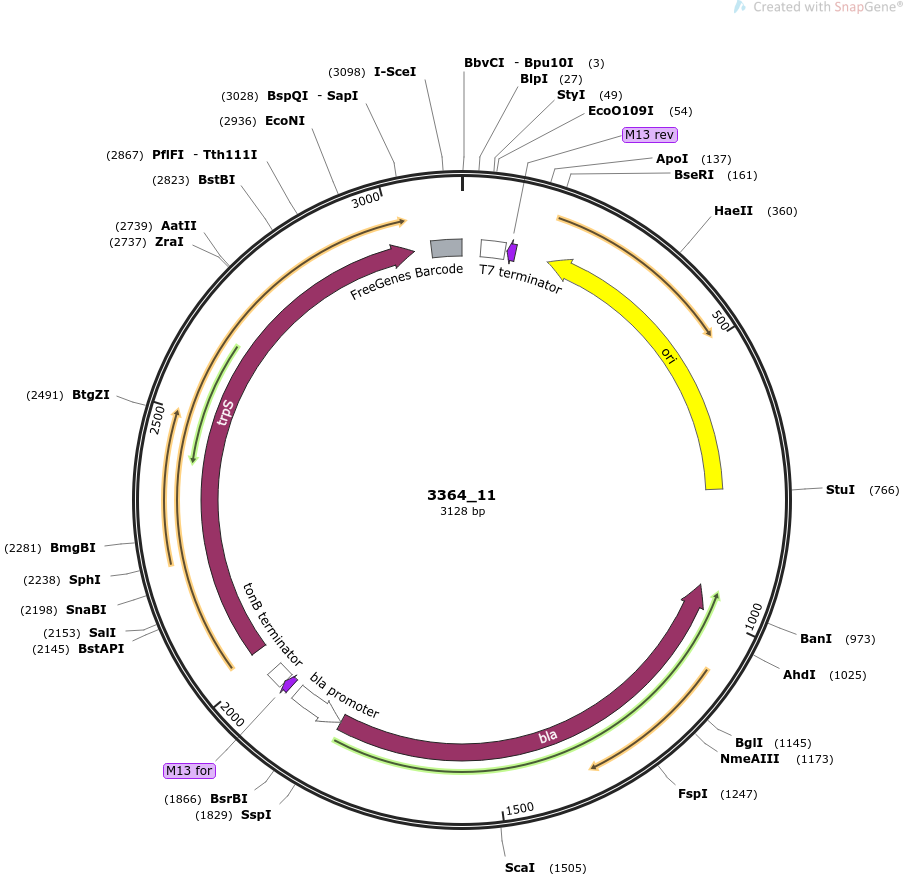 Created with SnapGene®
(3098) I-SceI
BbvCI - Bpu10I (3)
BlpI (27)
(3028) BspQI - SapI
StyI (49)
EcoO109I (54)
(2936) EcoNI
M13 rev
(2867) PflFI - Tth111I
ApoI (137)
BseRI (161)
(2823) BstBI
3000
HaeII (360)
(2739) AatII
(2737) ZraI
FreeGenes Barcode
T7 terminator
500
ori
(2491) BtgZI
2500
trpS
3364_11
3128 bp
StuI (766)
(2281) BmgBI
(2238) SphI
(2198) SnaBI
(2153) SalI
(2145) BstAPI
tonB terminator
1000
BanI (973)
AhdI (1025)
bla promoter
2000
bla
BglI (1145)
NmeAIII (1173)
M13 for
FspI (1247)
(1866) BsrBI
(1829) SspI
1500
ScaI (1505)